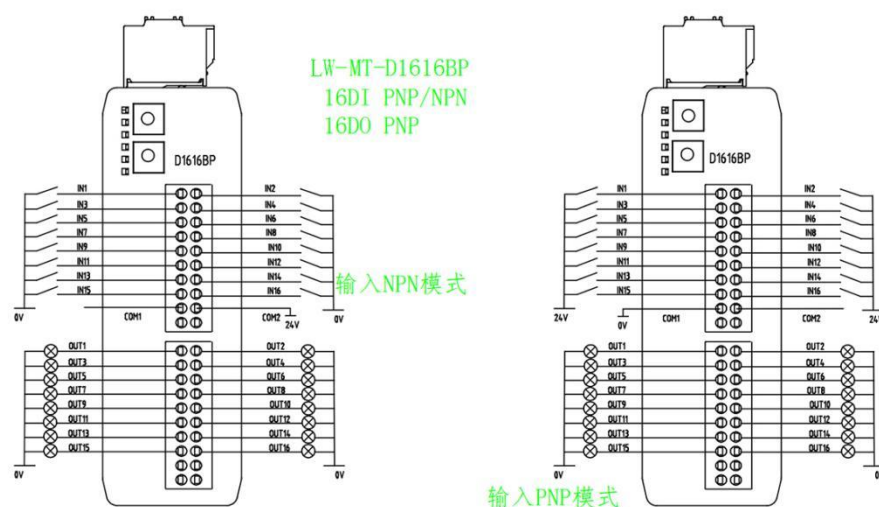 LW-MT-D1616BP
16DI PNP/NPN
16DO PNP
D1616BP
IN1 IN2
IN3 IN4
IN5 IN6
IN7 IN8
IN9 IN10
IN11 IN12
IN13 IN14
IN15 IN16
0V COM1 COM2 24V 0V
输入NPN模式
OUT1 OUT2
OUT3 OUT4
OUT5 OUT6
OUT7 OUT8
OUT9 OUT10
OUT11 OUT12
OUT13 OUT14
OUT15 OUT16
0V 0V
D1616BP
IN1 IN2
IN3 IN4
IN5 IN6
IN7 IN8
IN9 IN10
IN11 IN12
IN13 IN14
IN15 IN16
24V 0V COM1 COM2 24V
OUT1 OUT2
OUT3 OUT4
OUT5 OUT6
OUT7 OUT8
OUT9 OUT10
OUT11 OUT12
OUT13 OUT14
OUT15 OUT16
0V 0V
输入PNP模式